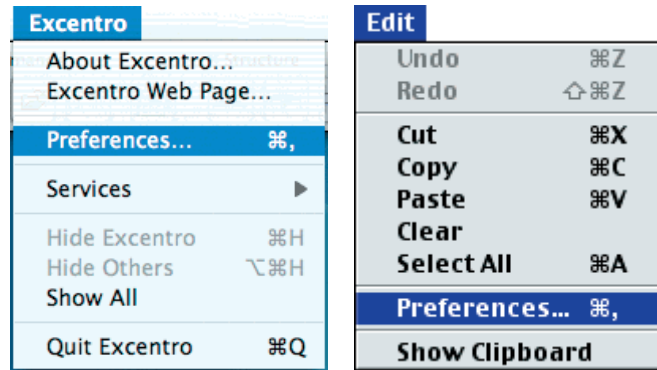 Excentro
About Excentro...
Excentro Web Page...
Preferences... ⌘,
Services ▶
Hide Excentro ⌘H
Hide Others ⌥⌘H
Show All
Quit Excentro ⌘Q
Edit
Undo ⌘Z
Redo ⇧⌘Z
Cut ⌘X
Copy ⌘C
Paste ⌘V
Clear
Select All ⌘A
Preferences... ⌘,
Show Clipboard